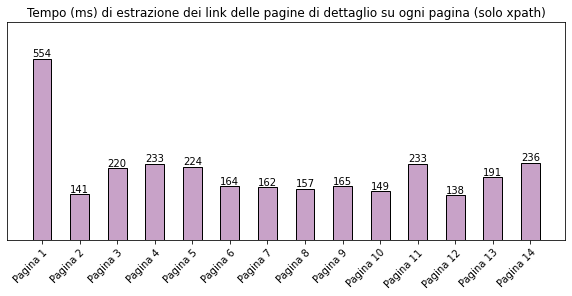 Tempo (ms) di estrazione dei link delle pagine di dettaglio su ogni pagina (solo xpath)
554
141
220
233
224
164
162
157
165
149
233
138
191
236
Pagina 1
Pagina 2
Pagina 3
Pagina 4
Pagina 5
Pagina 6
Pagina 7
Pagina 8
Pagina 9
Pagina 10
Pagina 11
Pagina 12
Pagina 13
Pagina 14